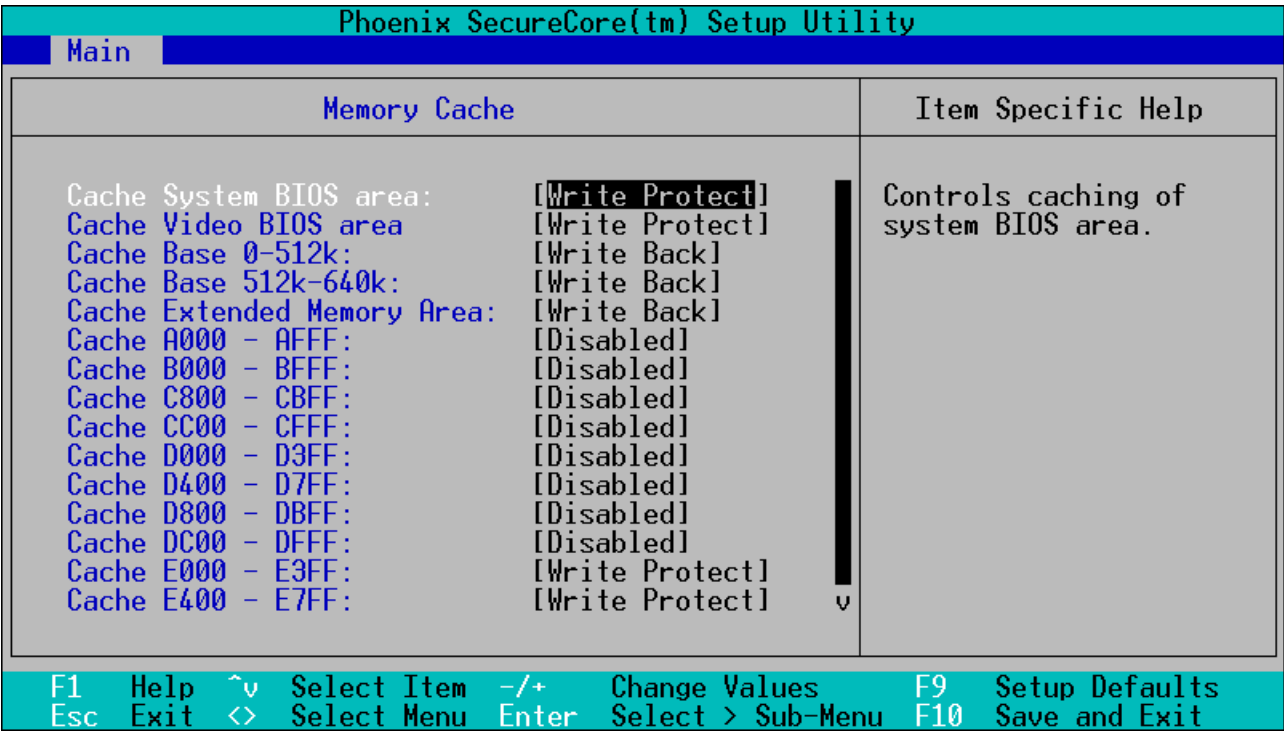 Phoenix SecureCore(tm) Setup Utility
Main
Memory Cache
Item Specific Help
Cache System BIOS area: [Write Protect]
Cache Video BIOS area [Write Protect]
Cache Base 0-512k: [Write Back]
Cache Base 512k-640k: [Write Back]
Cache Extended Memory Area: [Write Back]
Cache A000 - AFFF: [Disabled]
Cache B000 - BFFF: [Disabled]
Cache C800 - CBFF: [Disabled]
Cache CC00 - CFFF: [Disabled]
Cache D000 - D3FF: [Disabled]
Cache D400 - D7FF: [Disabled]
Cache D800 - DBFF: [Disabled]
Cache DC00 - DFFF: [Disabled]
Cache E000 - E3FF: [Write Protect]
Cache E400 - E7FF: [Write Protect] v
Controls caching of
system BIOS area.
F1 Help ^v Select Item -/+ Change Values F9 Setup Defaults
Esc Exit <> Select Menu Enter Select > Sub-Menu F10 Save and Exit